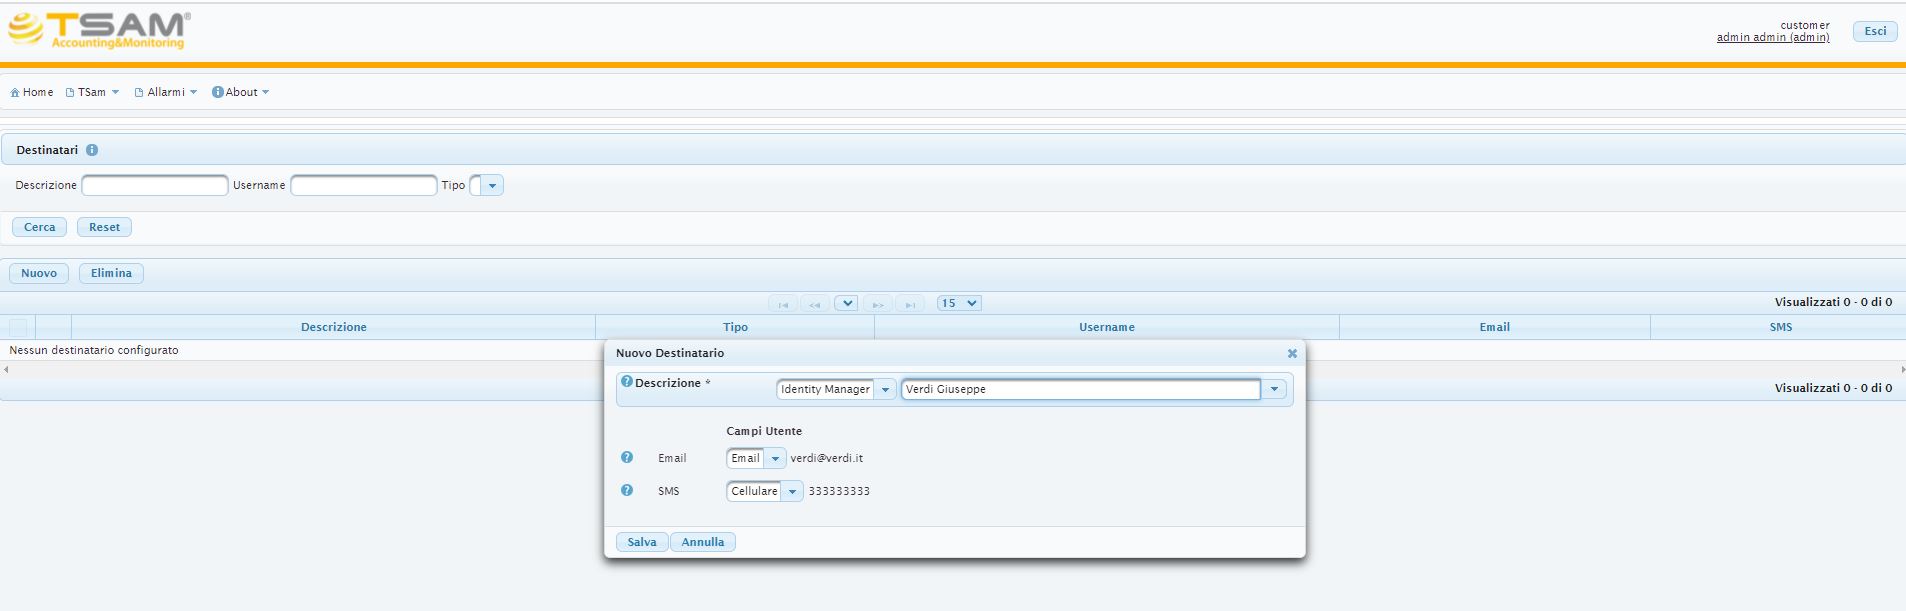 TSAM®
Accounting&Monitoring
customer
admin admin (admin)
Esci
Home TSam Allarmi About
Destinatari
Descrizione Username Tipo
Cerca Reset
Nuovo Elimina
15 Visualizzati 0 - 0 di 0
Descrizione Tipo Username Email SMS
Nessun destinatario configurato
Visualizzati 0 - 0 di 0
Nuovo Destinatario
Descrizione * Identity Manager Verdi Giuseppe
Campi Utente
Email Email verdi@verdi.it
SMS Cellulare 333333333
Salva Annulla